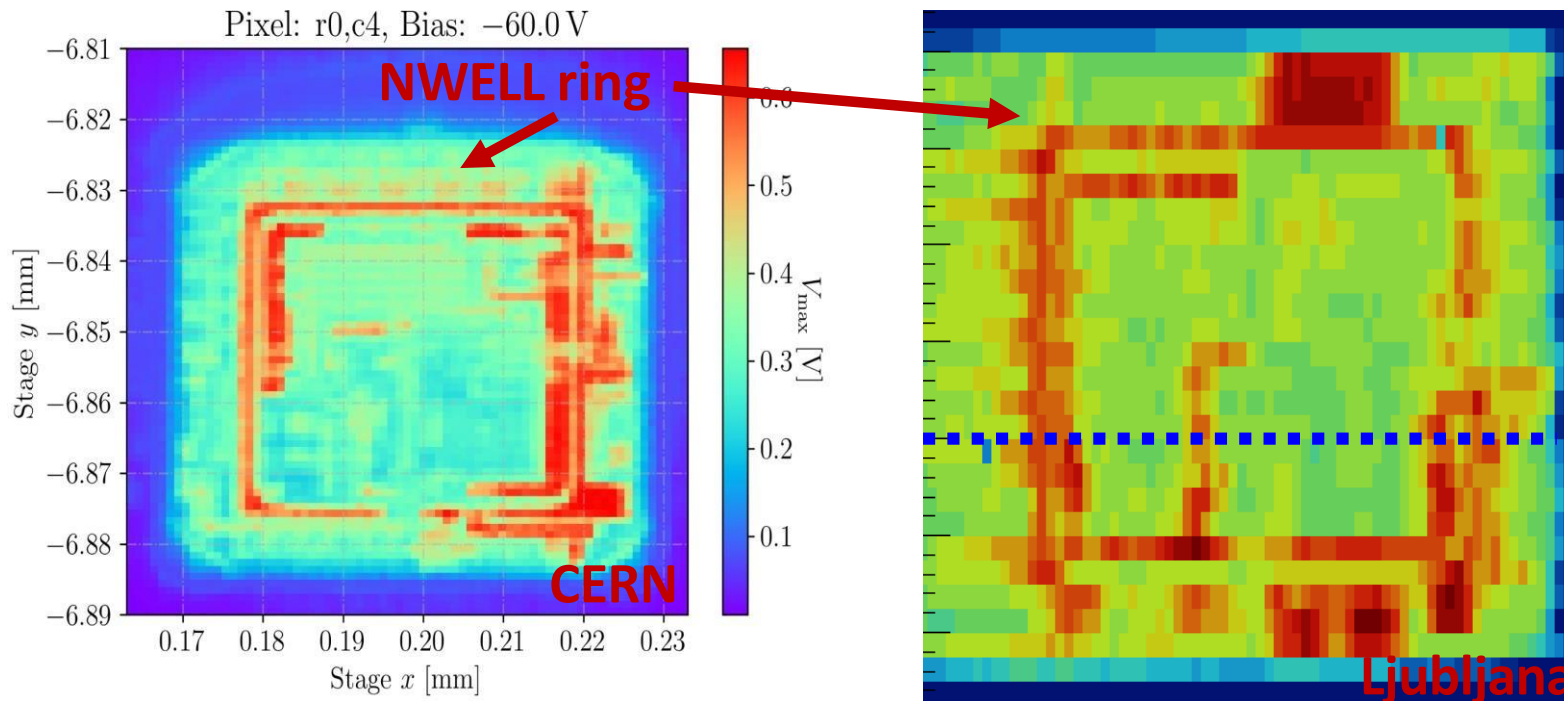 Pixel: r0,c4, Bias: −60.0 V
NWELL ring
−6.81
−6.82
−6.83
−6.84
−6.85
−6.86
−6.87
−6.88
−6.89
Stage y [mm]
0.17 0.18 0.19 0.20 0.21 0.22 0.23
Stage x [mm]
CERN
0.6
0.5
0.4
0.3
0.2
0.1
Vmax [V]
Ljubljana